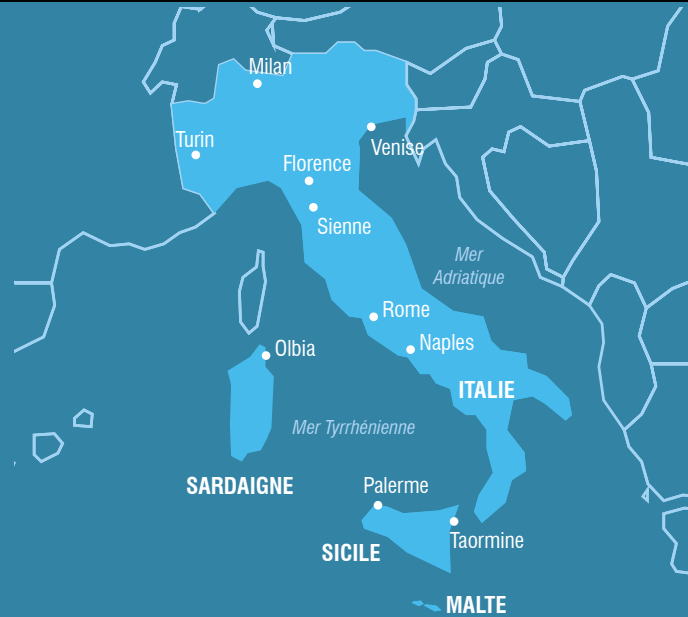 Milan
Turin
Venise
Florence
Sienne
Mer
Adriatique
Rome
Naples
Olbia
ITALIE
Mer Tyrrhénienne
SARDAIGNE
Palerme
Taormine
SICILE
MALTE